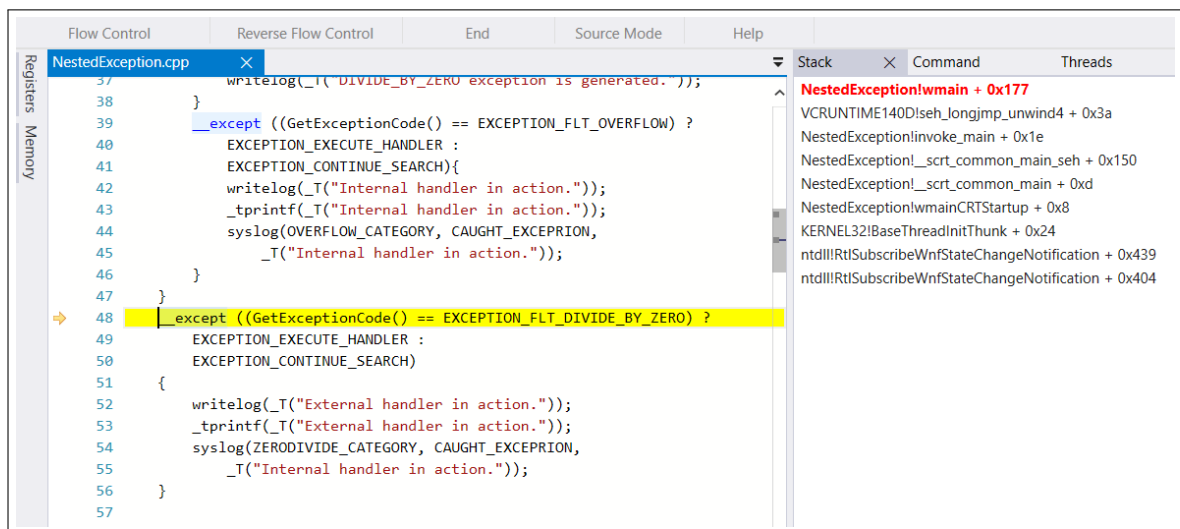 Flow Control Reverse Flow Control End Source Mode Help
Registers
Memory
NestedException.cpp
37 writelog(_T("DIVIDE_BY_ZERO exception is generated."));
38 }
39 __except ((GetExceptionCode() == EXCEPTION_FLT_OVERFLOW) ?
40 EXCEPTION_EXECUTE_HANDLER :
41 EXCEPTION_CONTINUE_SEARCH){
42 writelog(_T("Internal handler in action."));
43 _tprintf(_T("Internal handler in action."));
44 syslog(OVERFLOW_CATEGORY, CAUGHT_EXCEPRION,
45 _T("Internal handler in action."));
46 }
47 }
48 __except ((GetExceptionCode() == EXCEPTION_FLT_DIVIDE_BY_ZERO) ?
49 EXCEPTION_EXECUTE_HANDLER :
50 EXCEPTION_CONTINUE_SEARCH)
51 {
52 writelog(_T("External handler in action."));
53 _tprintf(_T("External handler in action."));
54 syslog(ZERODIVIDE_CATEGORY, CAUGHT_EXCEPRION,
55 _T("Internal handler in action."));
56 }
57
Stack Command Threads
NestedException!wmain + 0x177
VCRUNTIME140D!seh_longjmp_unwind4 + 0x3a
NestedException!invoke_main + 0x1e
NestedException!__scrt_common_main_seh + 0x150
NestedException!__scrt_common_main + 0xd
NestedException!wmainCRTStartup + 0x8
KERNEL32!BaseThreadInitThunk + 0x24
ntdll!RtlSubscribeWnfStateChangeNotification + 0x439
ntdll!RtlSubscribeWnfStateChangeNotification + 0x404